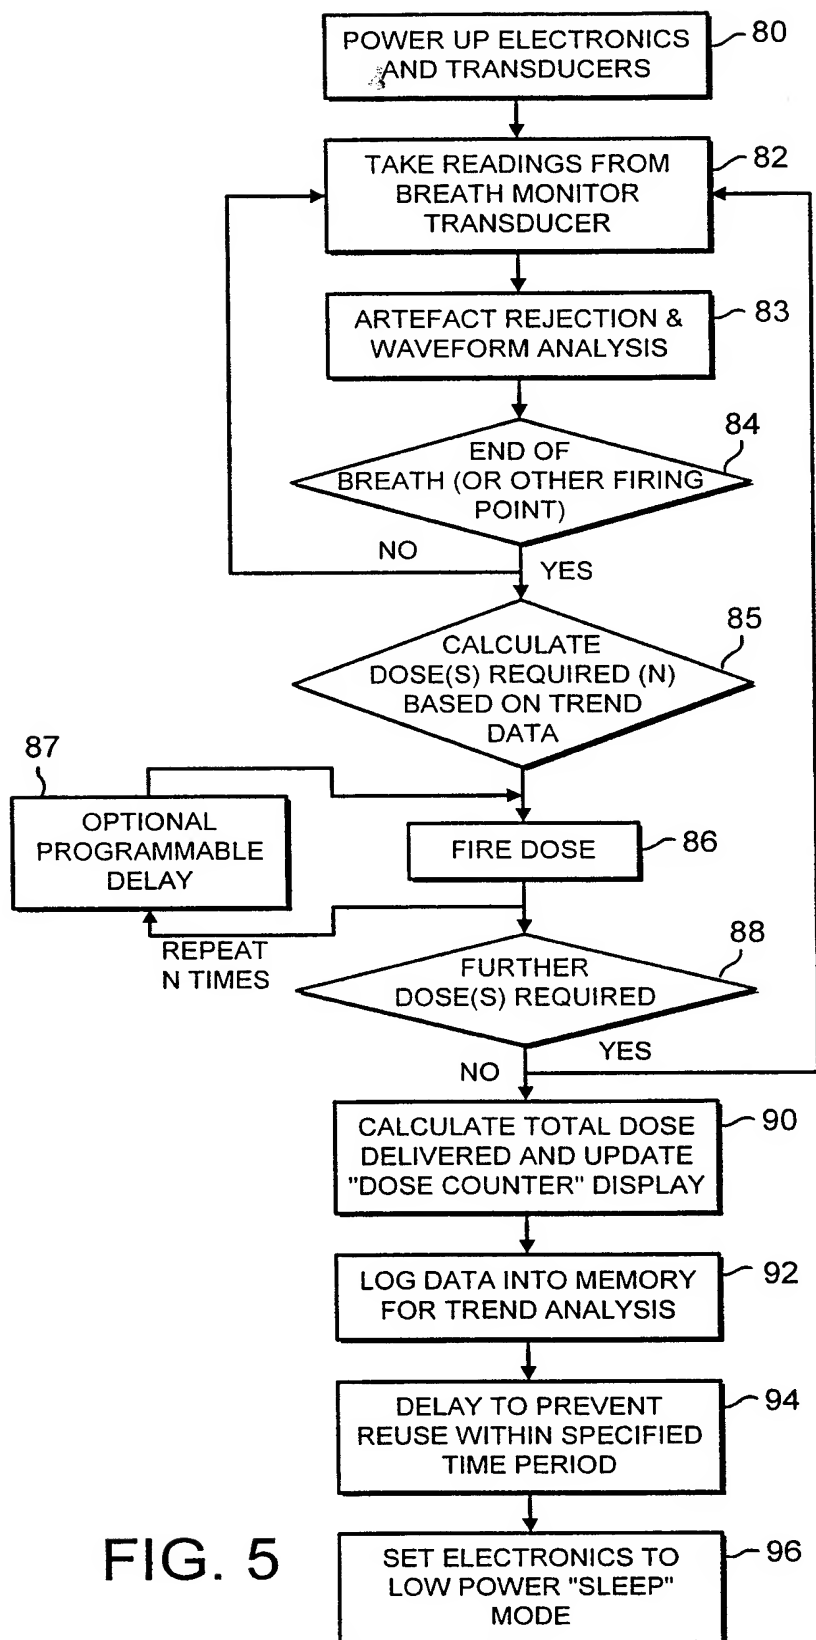 POWER UP ELECTRONICS
AND TRANSDUCERS
80
TAKE READINGS FROM
BREATH MONITOR
TRANSDUCER
82
ARTEFACT REJECTION &
WAVEFORM ANALYSIS
83
END OF
BREATH (OR OTHER FIRING
POINT)
84
NO
YES
CALCULATE
DOSE(S) REQUIRED (N)
BASED ON TREND
DATA
85
87
OPTIONAL
PROGRAMMABLE
DELAY
FIRE DOSE
86
REPEAT
N TIMES
FURTHER
DOSE(S) REQUIRED
88
YES
NO
CALCULATE TOTAL DOSE
DELIVERED AND UPDATE
"DOSE COUNTER" DISPLAY
90
LOG DATA INTO MEMORY
FOR TREND ANALYSIS
92
DELAY TO PREVENT
REUSE WITHIN SPECIFIED
TIME PERIOD
94
SET ELECTRONICS TO
LOW POWER "SLEEP"
MODE
96
FIG. 5